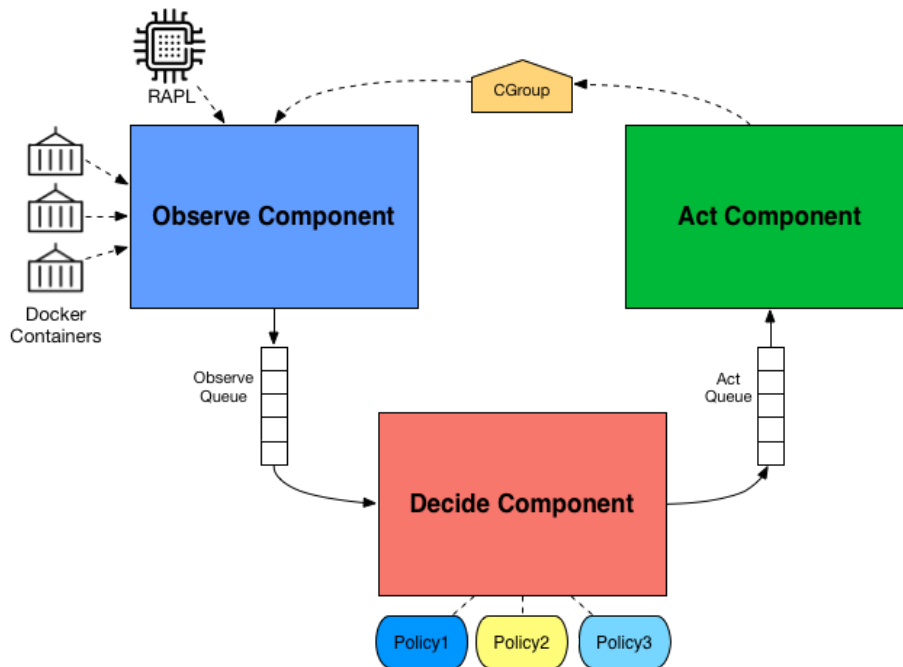 RAPL
CGroup
Observe Component
Act Component
Docker
Containers
Observe
Queue
Act
Queue
Decide Component
Policy1
Policy2
Policy3